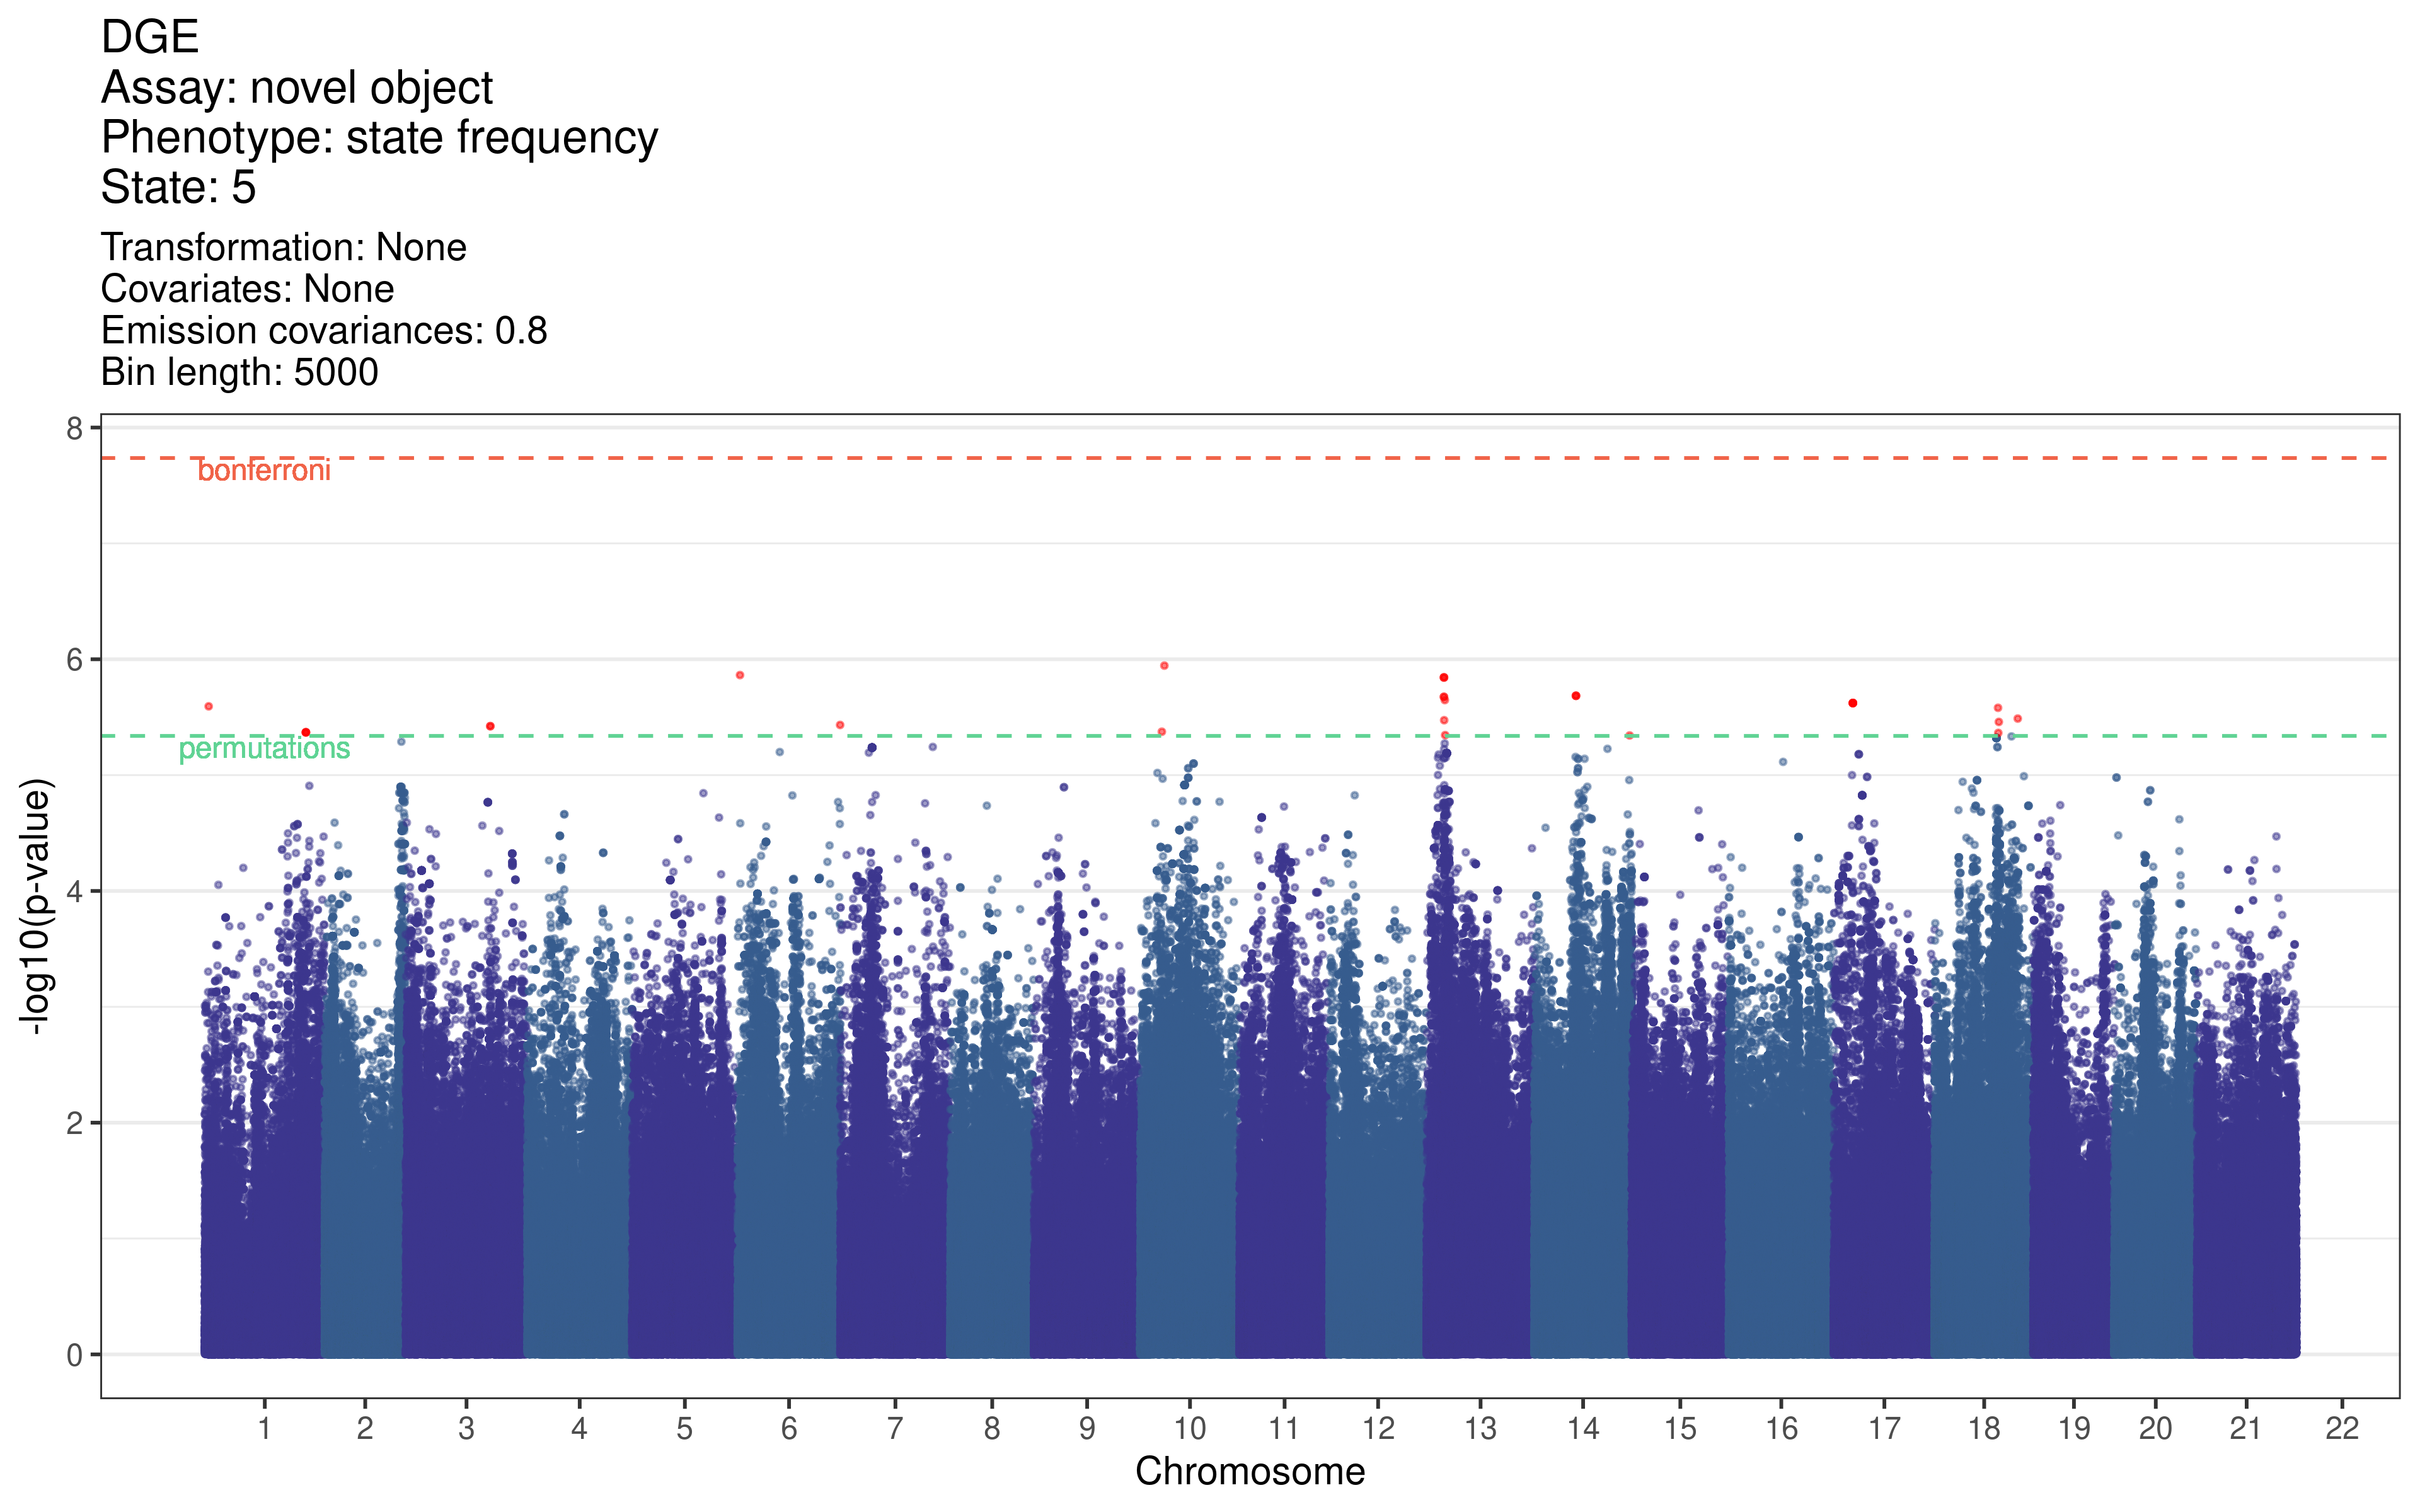 DGE
Assay: novel object
Phenotype: state frequency
State: 5
Transformation: None
Covariates: None
Emission covariances: 0.8
Bin length: 5000
8
bonferroni
6
permutations
4
2
0
-log10(p-value)
1 2 3 4 5 6 7 8 9 10 11 12 13 14 15 16 17 18 19 20 21 22
Chromosome